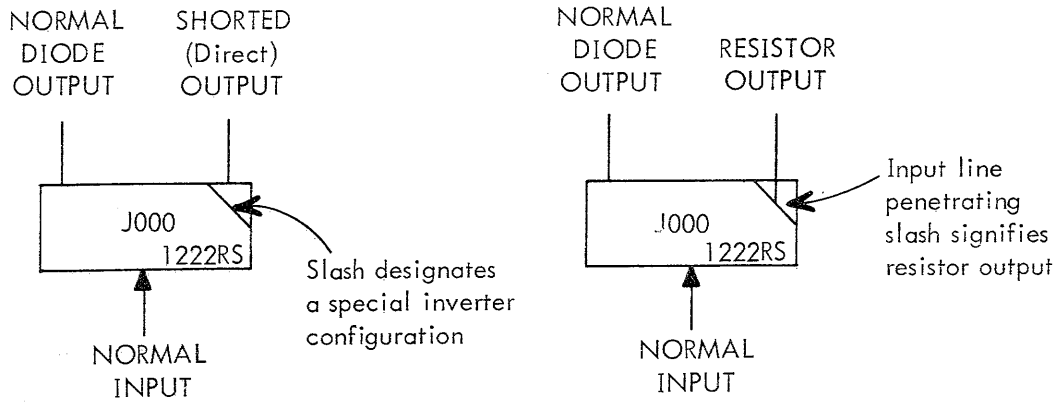 NORMAL
DIODE
OUTPUT
SHORTED
(Direct)
OUTPUT
J000
1222RS
Slash designates
a special inverter
configuration
NORMAL
INPUT
NORMAL
DIODE
OUTPUT
RESISTOR
OUTPUT
J000
1222RS
Input line
penetrating
slash signifies
resistor output
NORMAL
INPUT